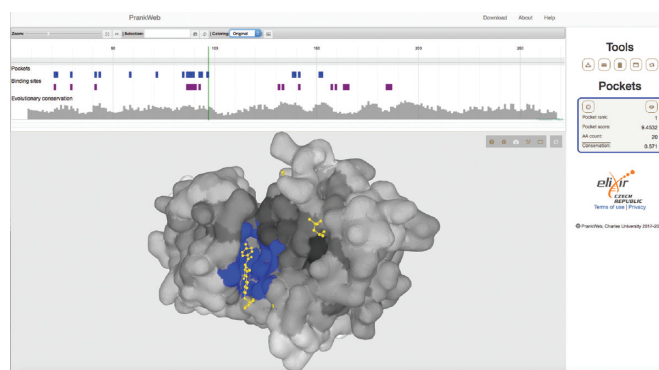 PrankWeb
Download About Help
Zoom:
Selection:
Coloring: Original
50
100
150
200
250
Pockets
Binding sites
Evolutionary conservation
Tools
Pockets
Pocket rank: 1
Pocket score: 9.4332
AA count: 20
Conservation: 0.571
elixir
CZECH
REPUBLIC
Terms of use | Privacy
© PrankWeb, Charles University 2017-20